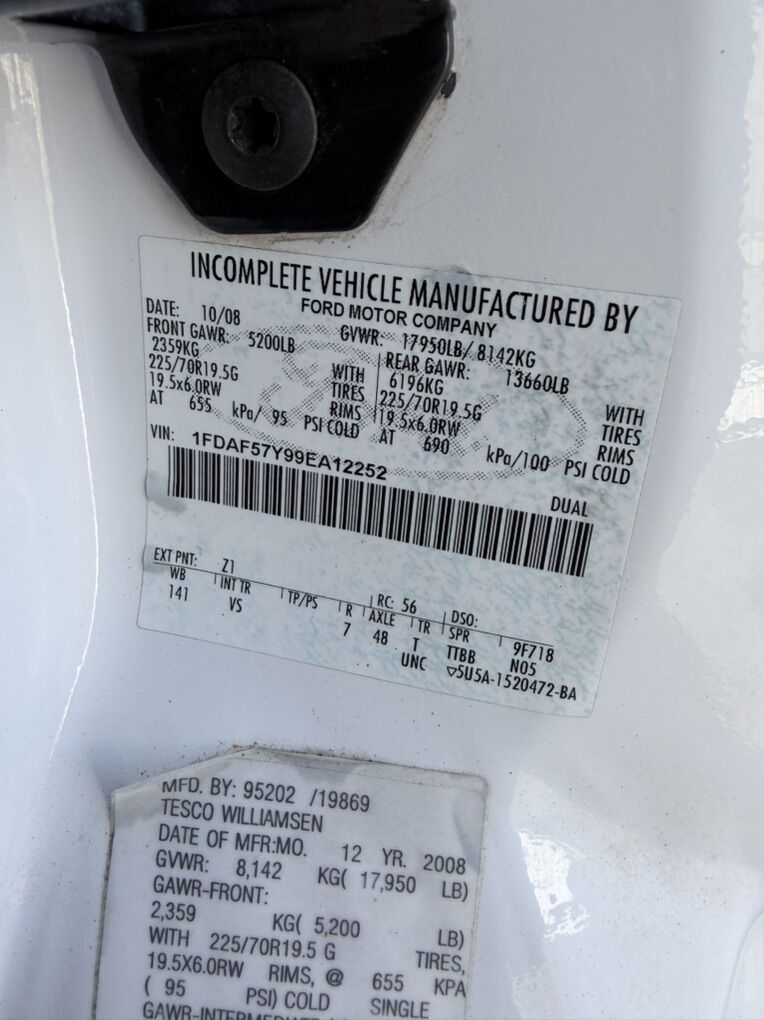 INCOMPLETE VEHICLE MANUFACTURED BY
FORD MOTOR COMPANY
DATE: 10/08 GVWR: 17950LB/ 8142KG
FRONT GAWR: 5200LB REAR GAWR: 13660LB
2359KG WITH 6196KG WITH
225/70R19.5G TIRES 225/70R19.5G TIRES
19.5x6.0RW RIMS 19.5x6.0RW RIMS
AT 655 kPa/ 95 PSI COLD AT 690 kPa/100 PSI COLD
VIN: 1FDAF57Y99EA12252
DUAL
EXT PNT: Z1 RC: 56 DSO:
WB INT TR TP/PS R AXLE TR SPR 9F718
141 VS 7 48 T TTBB N05
UNC ▽5U5A-1520472-BA
MFD. BY: 95202 /19869
TESCO WILLIAMSEN
DATE OF MFR:MO. 12 YR. 2008
GVWR: 8,142 KG( 17,950 LB)
GAWR-FRONT:
2,359 KG( 5,200 LB)
WITH 225/70R19.5 G TIRES,
19.5X6.0RW RIMS, @ 655 KPA
( 95 PSI) COLD SINGLE
GAWR-INTERMEDIATE